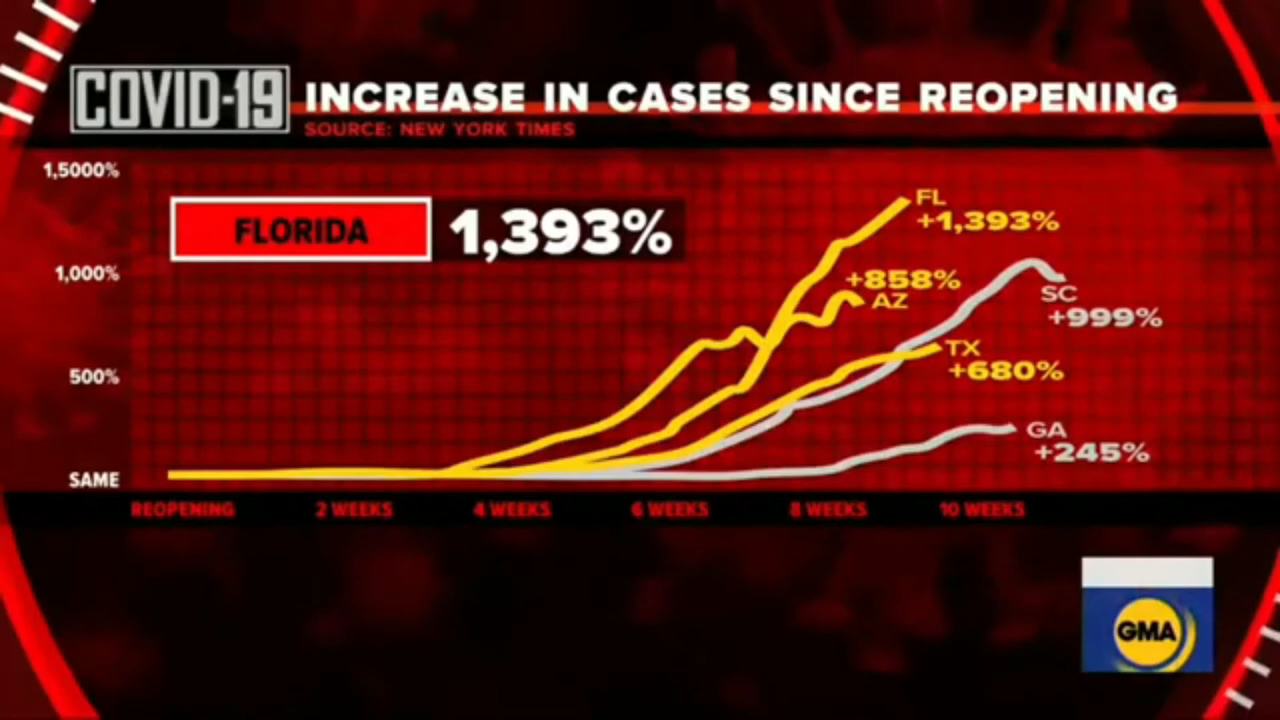 COVID-19
INCREASE IN CASES SINCE REOPENING
SOURCE: NEW YORK TIMES
1,5000%
FLORIDA
1,393%
FL
+1,393%
1,000%
+858%
AZ
SC
+999%
TX
+680%
500%
GA
+245%
SAME
REOPENING 2 WEEKS 4 WEEKS 6 WEEKS 8 WEEKS 10 WEEKS
GMA